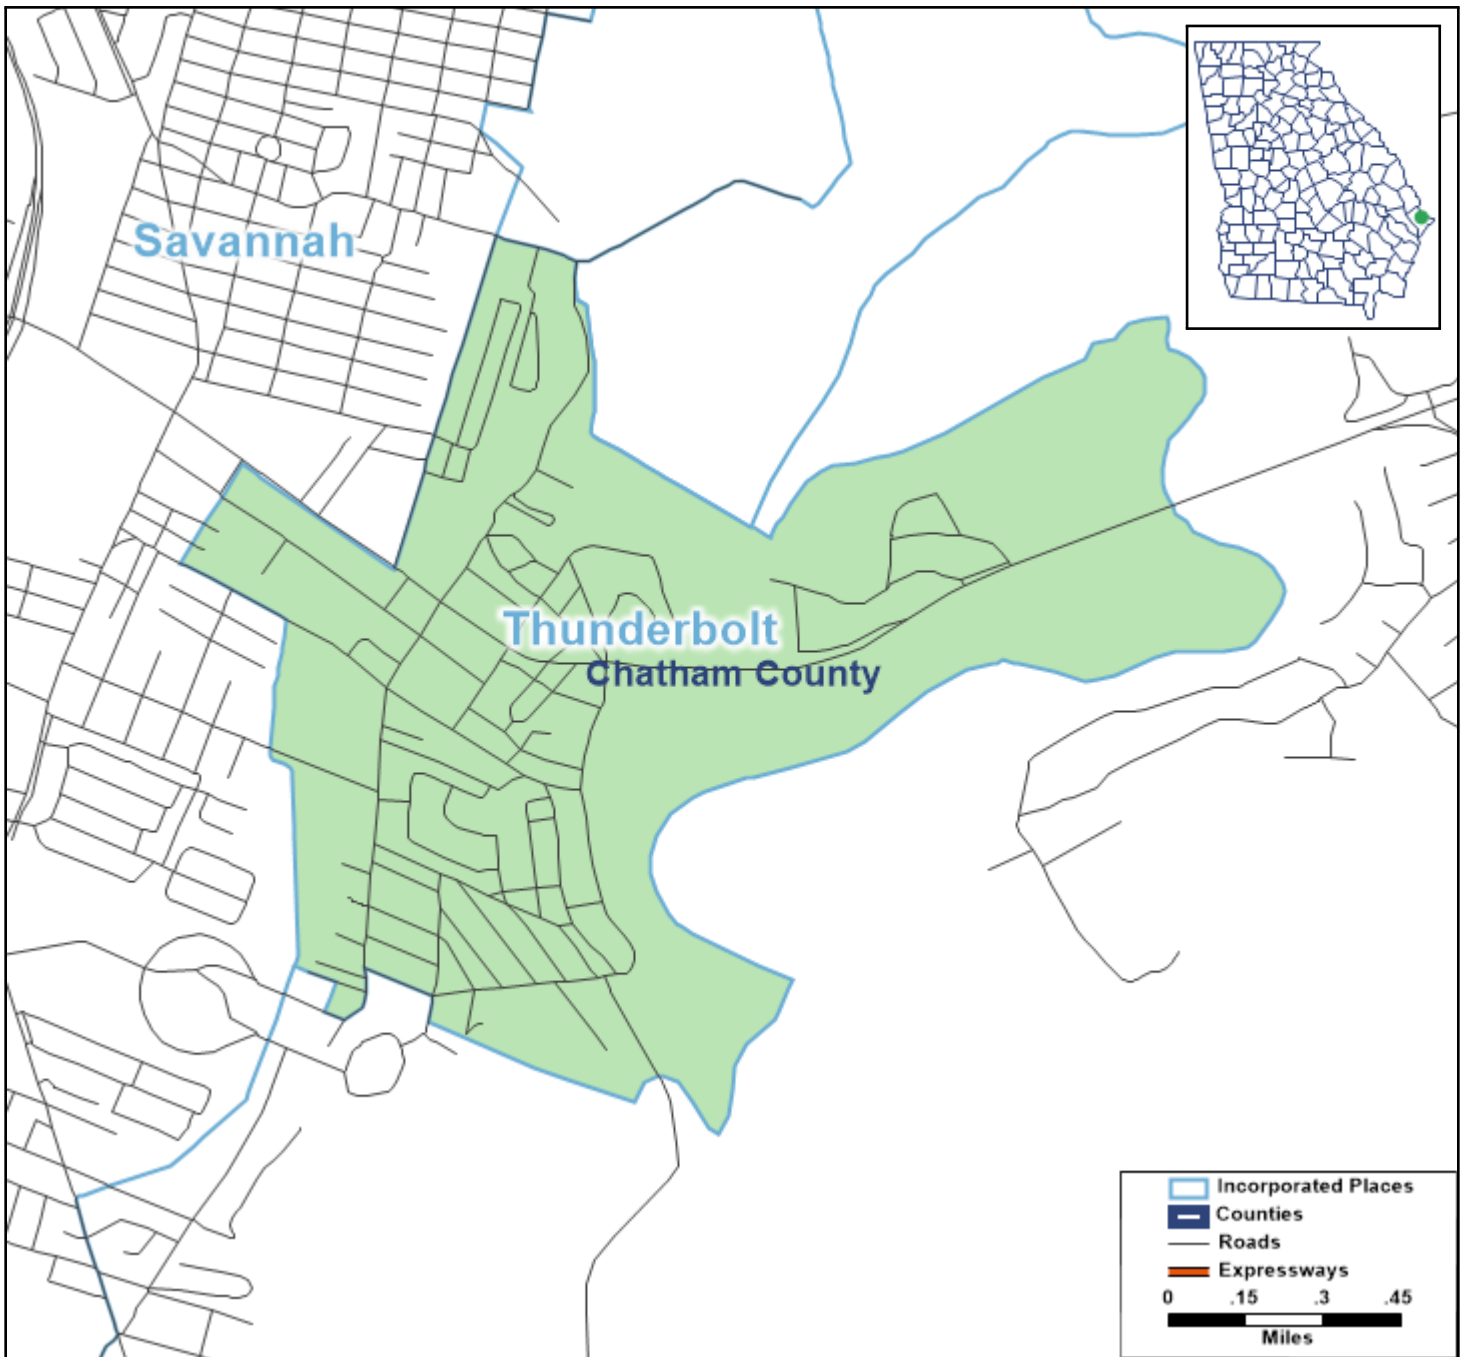 Savannah
Thunderbolt
Chatham County
Incorporated Places
Counties
Roads
Expressways
0 .15 .3 .45
Miles